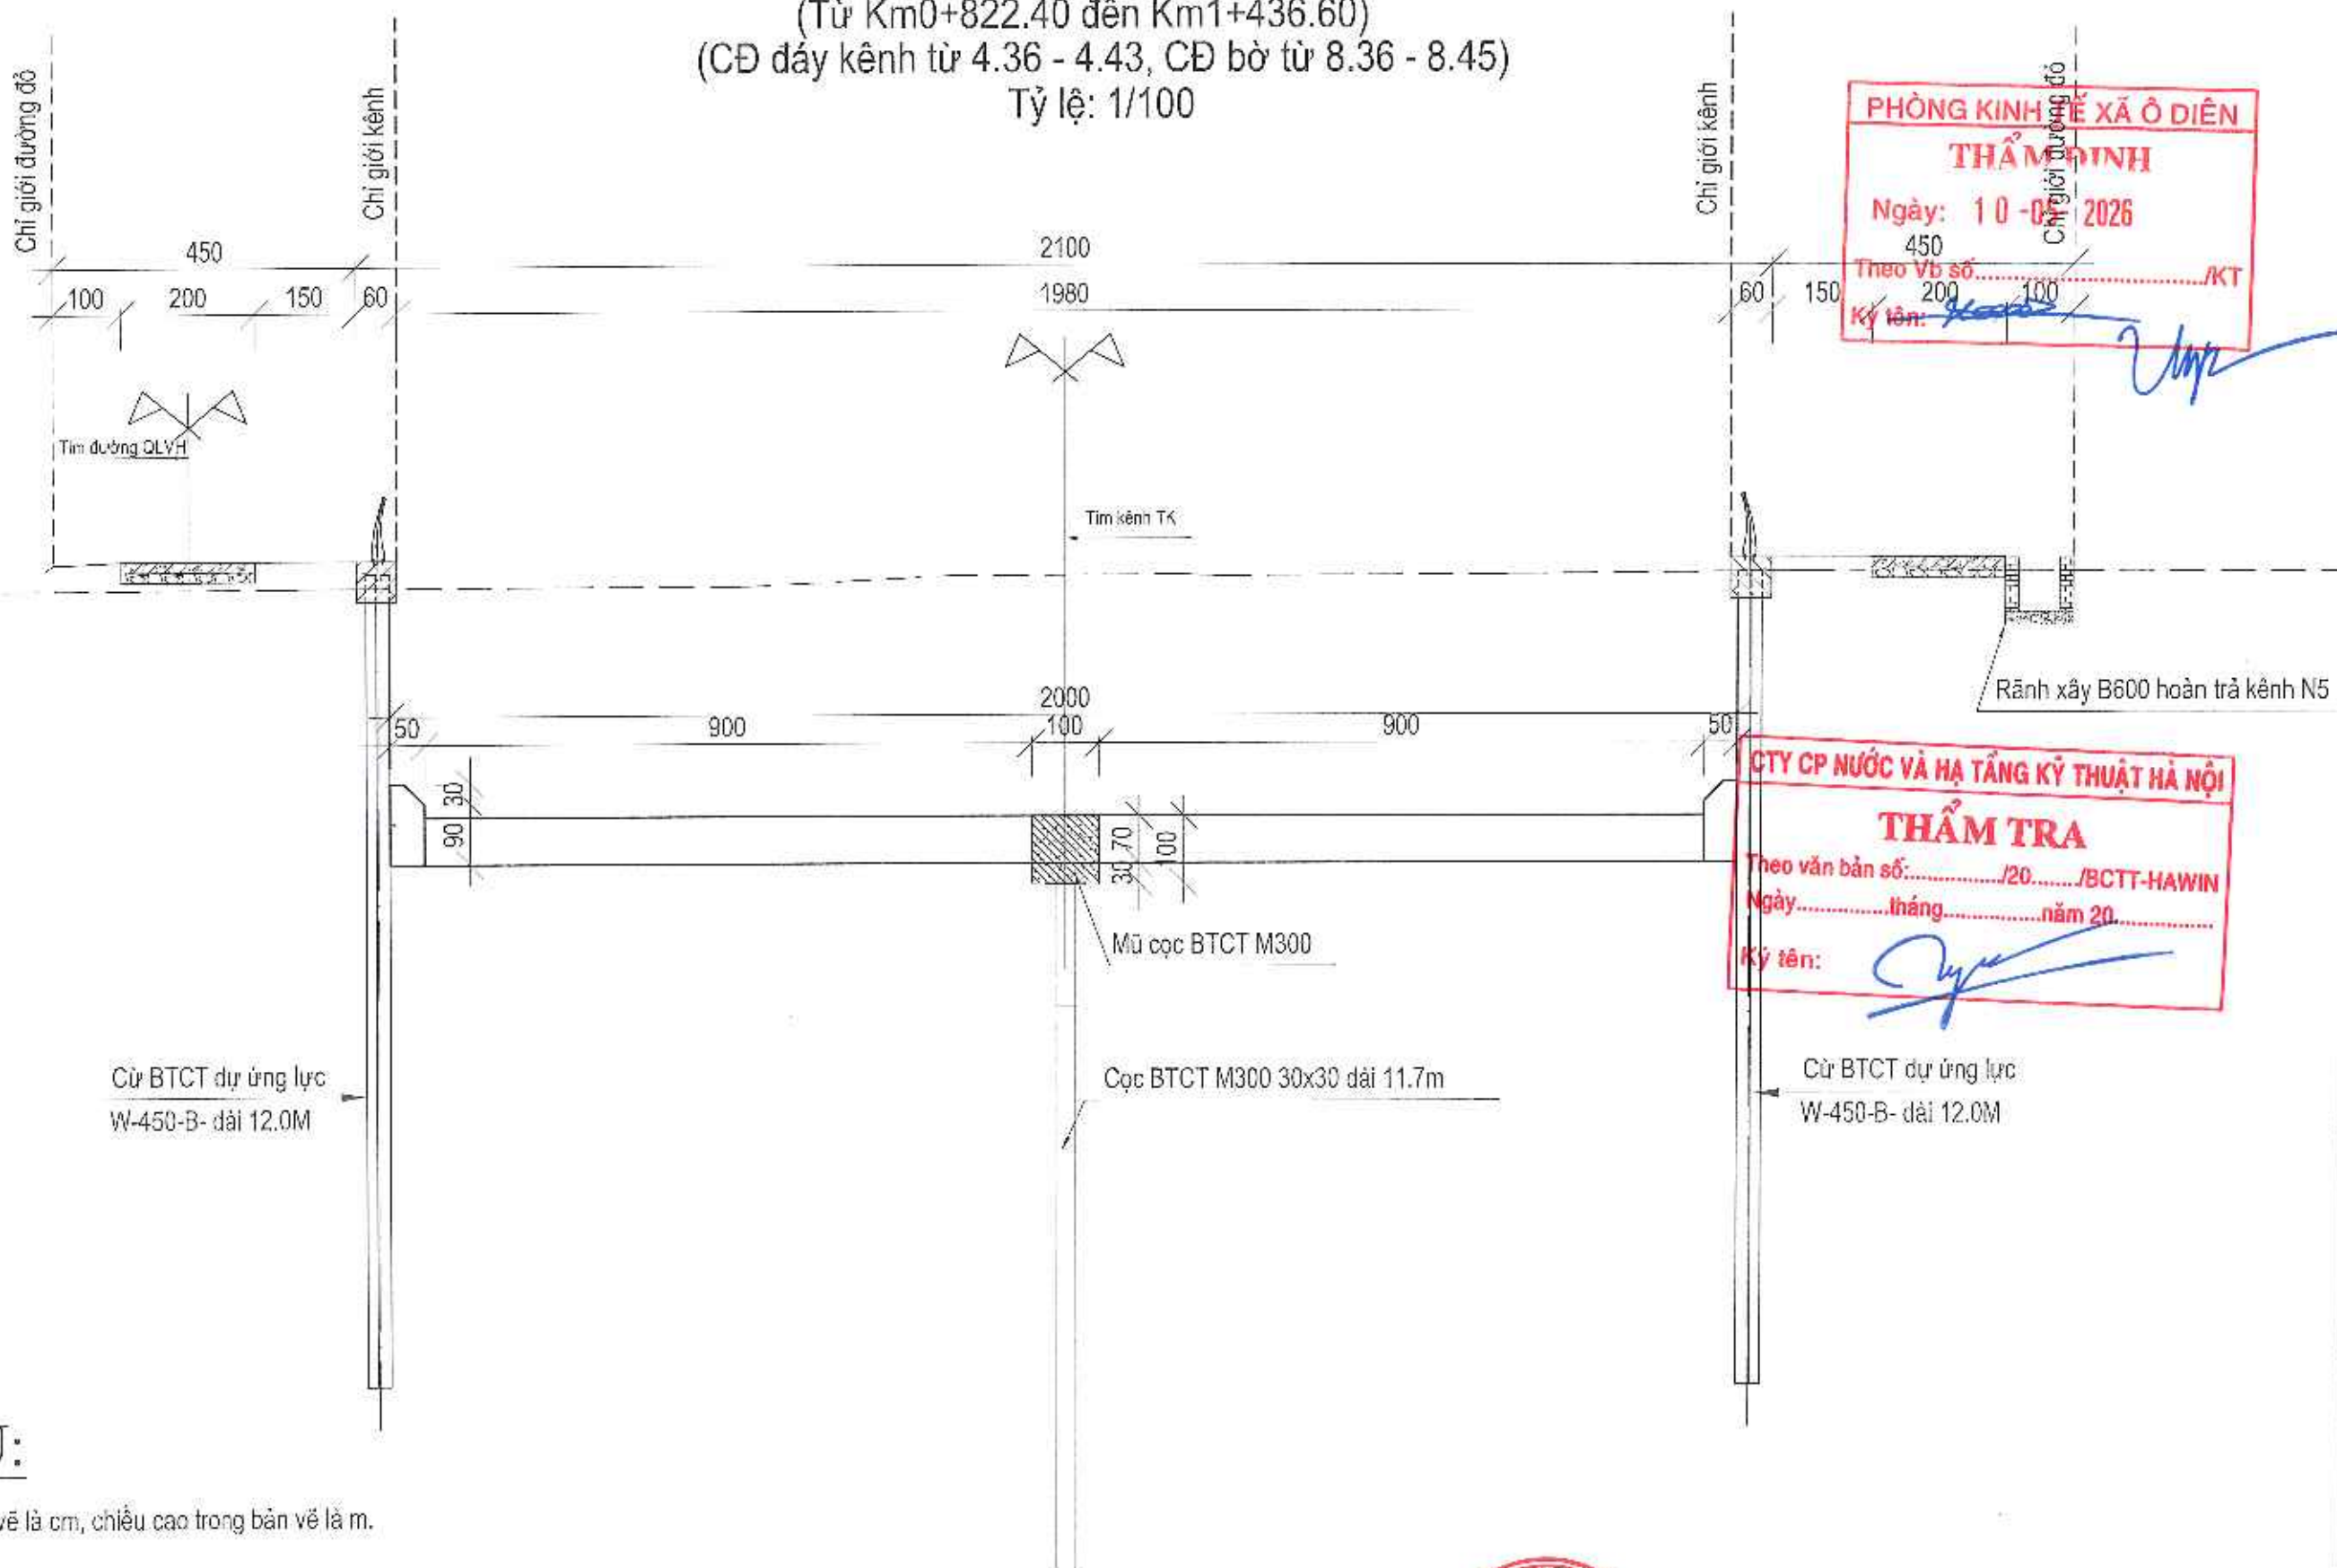 (Từ Km0+822.40 đến Km1+436.60)
(CĐ đáy kênh từ 4.36 - 4.43, CĐ bờ từ 8.36 - 8.45)
Tỷ lệ: 1/100
Chỉ giới đường đỏ
Chỉ giới kênh
Chỉ giới kênh
Chỉ giới đường đỏ
PHÒNG KINH TẾ XÃ Ô DIÊN
THẨM ĐỊNH
Ngày: 10-05 2026
Theo Vb số............/KT
Ký tên:
450
2100
450
100
200
150
60
1980
60
150
200
100
Tim đường QLVH
Tim kênh TK
Rãnh xây B600 hoàn trả kênh N5
2000
50
900
100
900
50
30
90
70
30
100
CTY CP NƯỚC VÀ HẠ TẦNG KỸ THUẬT HÀ NỘI
THẨM TRA
Theo văn bản số:............/20......../BCTT-HAWIN
Ngày............tháng............năm 20............
Ký tên:
Mũ cọc BTCT M300
Cừ BTCT dự ứng lực
W-450-B- dài 12.0M
Cọc BTCT M300 30x30 dài 11.7m
Cừ BTCT dự ứng lực
W-450-B- dài 12.0M
vẽ là cm, chiều cao trong bản vẽ là m.